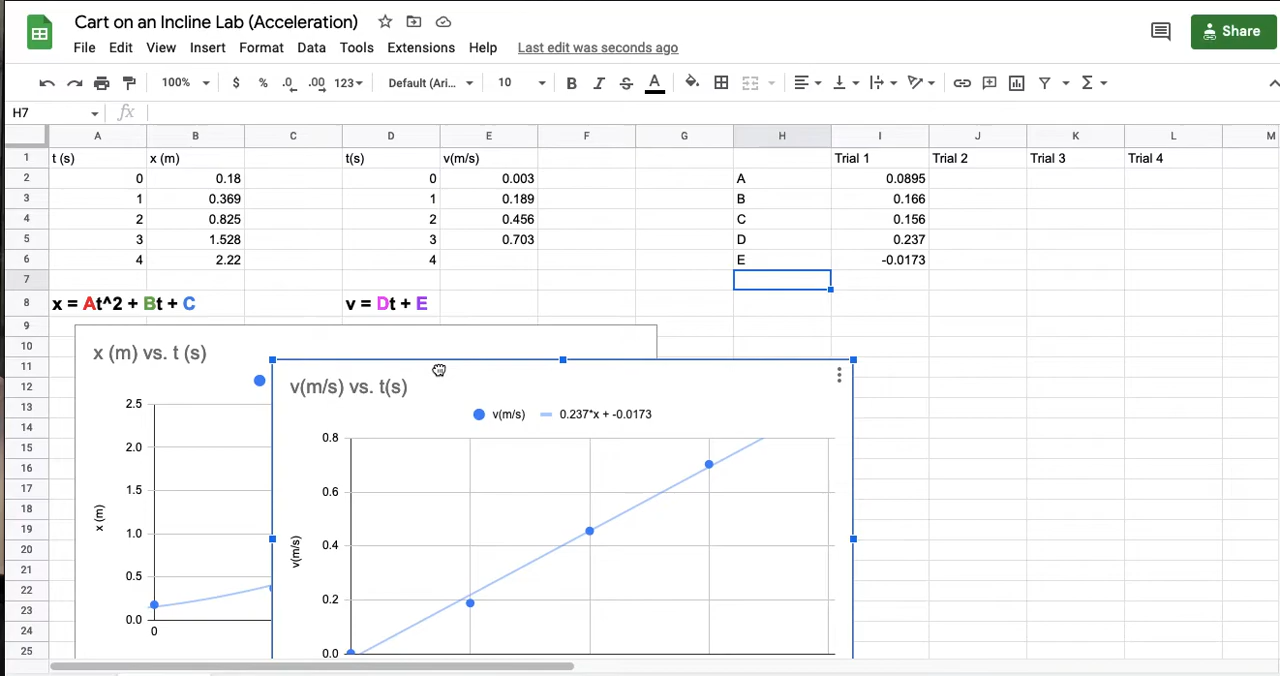 Cart on an Incline Lab (Acceleration)
File Edit View Insert Format Data Tools Extensions Help Last edit was seconds ago
Share
100% $ % .0 .00 123 Default (Ari... 10 B I S A
H7 fx
A B C D E F G H I J K L M
1 t (s) x (m) t(s) v(m/s) Trial 1 Trial 2 Trial 3 Trial 4
2 0 0.18 0 0.003 A 0.0895
3 1 0.369 1 0.189 B 0.166
4 2 0.825 2 0.456 C 0.156
5 3 1.528 3 0.703 D 0.237
6 4 2.22 4 E -0.0173
7
8 x = At^2 + Bt + C v = Dt + E
9
10 x (m) vs. t (s)
11
12 v(m/s) vs. t(s)
13 2.5 v(m/s) 0.237*x + -0.0173
14 0.8
15 2.0
16
17 1.5 0.6
18
19 x (m) 1.0 v(m/s)
20 0.4
21 0.5
22 0.2
23 0.0
24 0
25 0.0